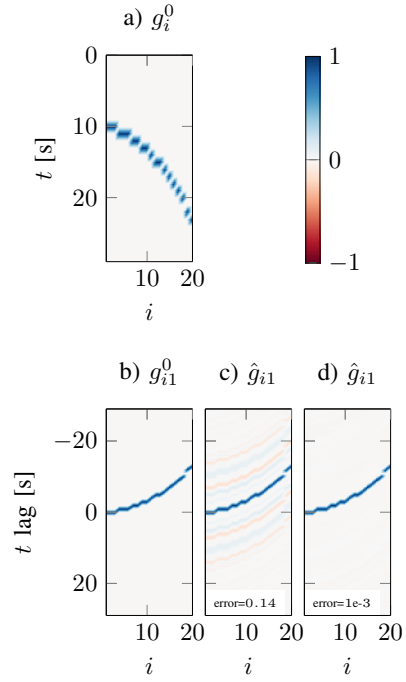 a) g_i^0
0
10
20
t [s]
10 20
i
1
0
−1
b) g_{i1}^0 c) ĝ_{i1} d) ĝ_{i1}
−20
0
20
t lag [s]
error=0.14 error=1e-3
10 20 10 20 10 20
i i i